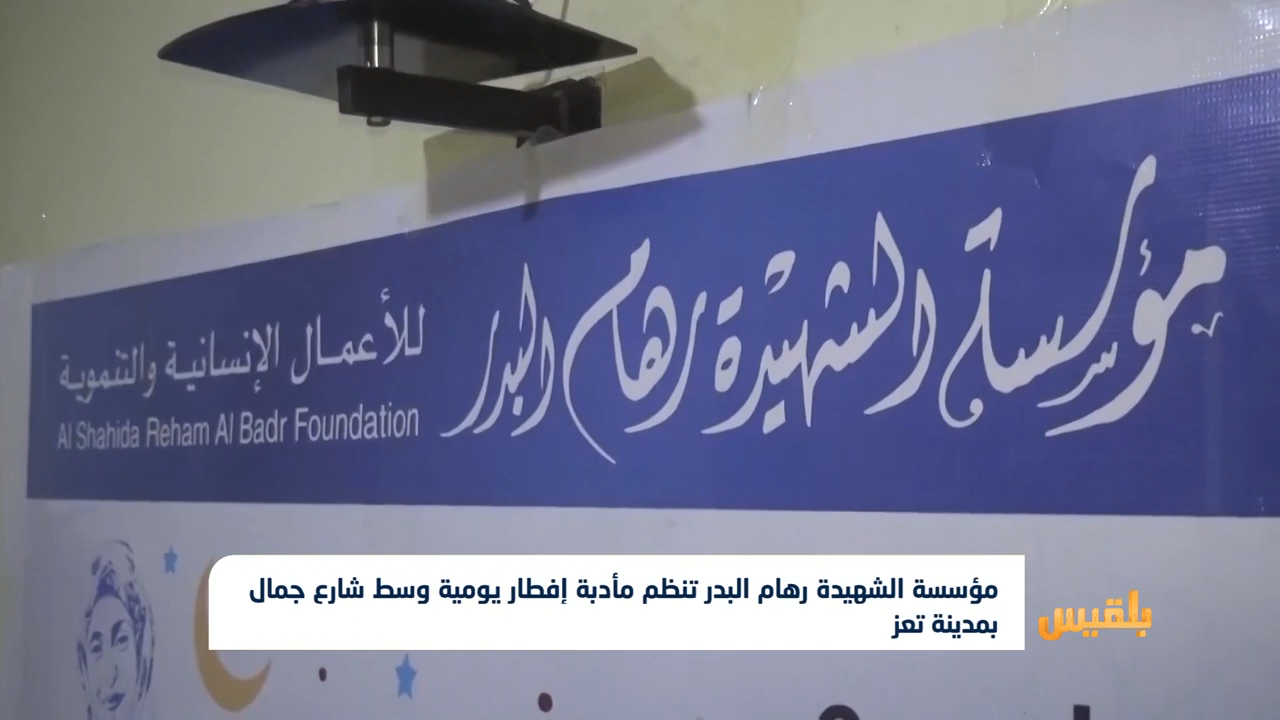 مؤسسة الشهيدة رهام البدر
للأعمال الإنسانية والتنموية
Al Shahida Reham Al Badr Foundation
مؤسسة الشهيدة رهام البدر تنظم مأدبة إفطار يومية وسط شارع جمال
بمدينة تعز
بلقيس